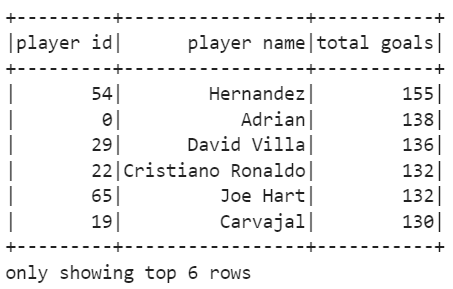 +---------+-----------------+-----------+
|player id|      player name|total goals|
+---------+-----------------+-----------+
|       54|        Hernandez|        155|
|        0|           Adrian|        138|
|       29|      David Villa|        136|
|       22|Cristiano Ronaldo|        132|
|       65|         Joe Hart|        132|
|       19|         Carvajal|        130|
+---------+-----------------+-----------+
only showing top 6 rows